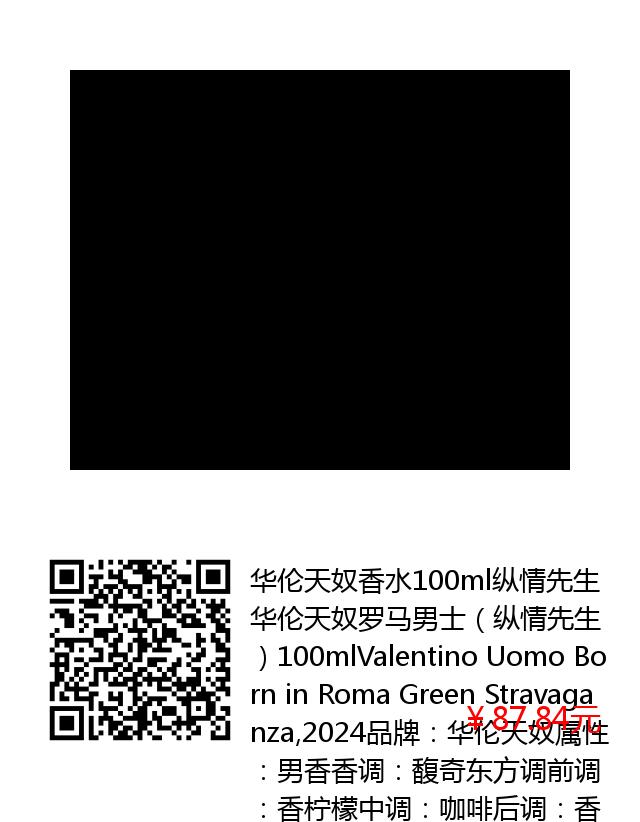 华伦天奴香水100ml纵情先生
华伦天奴罗马男士（纵情先生
）100mlValentino Uomo Bo
rn in Roma Green Stravaga
￥87.84元
nza,2024品牌：华伦天奴属性
：男香香调：馥奇东方调前调
：香柠檬中调：咖啡后调：香